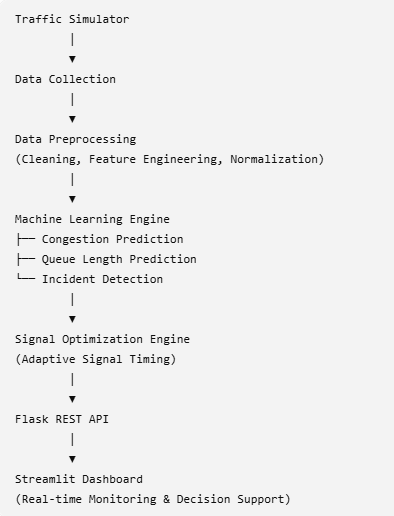 Traffic Simulator
│
▼
Data Collection
│
▼
Data Preprocessing
(Cleaning, Feature Engineering, Normalization)
│
▼
Machine Learning Engine
├── Congestion Prediction
├── Queue Length Prediction
└── Incident Detection
│
▼
Signal Optimization Engine
(Adaptive Signal Timing)
│
▼
Flask REST API
│
▼
Streamlit Dashboard
(Real-time Monitoring & Decision Support)